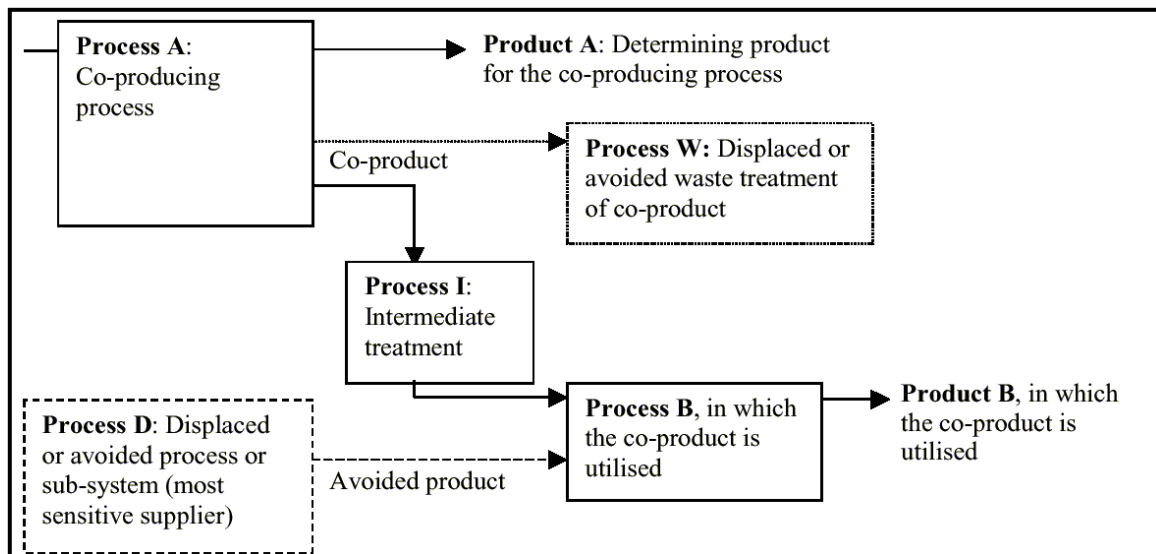 Process A:
Co-producing
process
Product A: Determining product
for the co-producing process
Co-product
Process W: Displaced or
avoided waste treatment
of co-product
Process I:
Intermediate
treatment
Process D: Displaced
or avoided process or
sub-system (most
sensitive supplier)
Avoided product
Process B, in which
the co-product is
utilised
Product B, in which
the co-product is
utilised